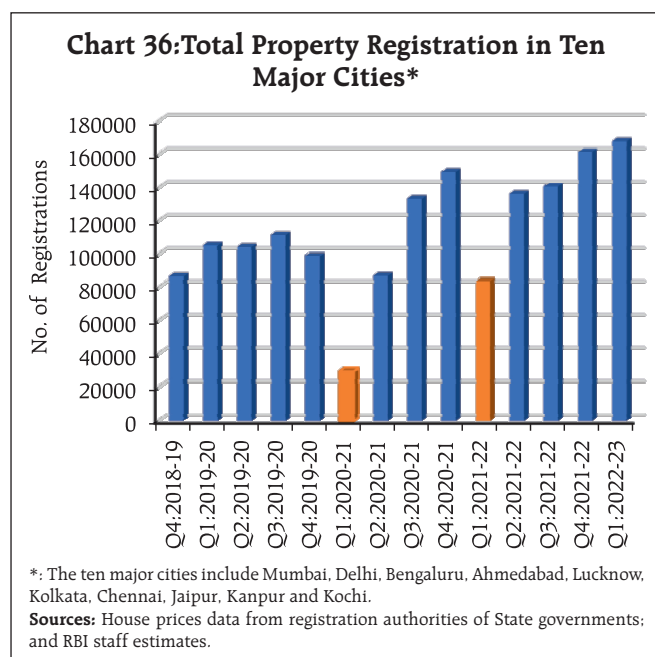 Chart 36:Total Property Registration in Ten
Major Cities*
No. of Registrations
180000
160000
140000
120000
100000
80000
60000
40000
20000
0
Q4:2018-19
Q1:2019-20
Q2:2019-20
Q3:2019-20
Q4:2019-20
Q1:2020-21
Q2:2020-21
Q3:2020-21
Q4:2020-21
Q1:2021-22
Q2:2021-22
Q3:2021-22
Q4:2021-22
Q1:2022-23
*: The ten major cities include Mumbai, Delhi, Bengaluru, Ahmedabad, Lucknow,
Kolkata, Chennai, Jaipur, Kanpur and Kochi.
Sources: House prices data from registration authorities of State governments;
and RBI staff estimates.